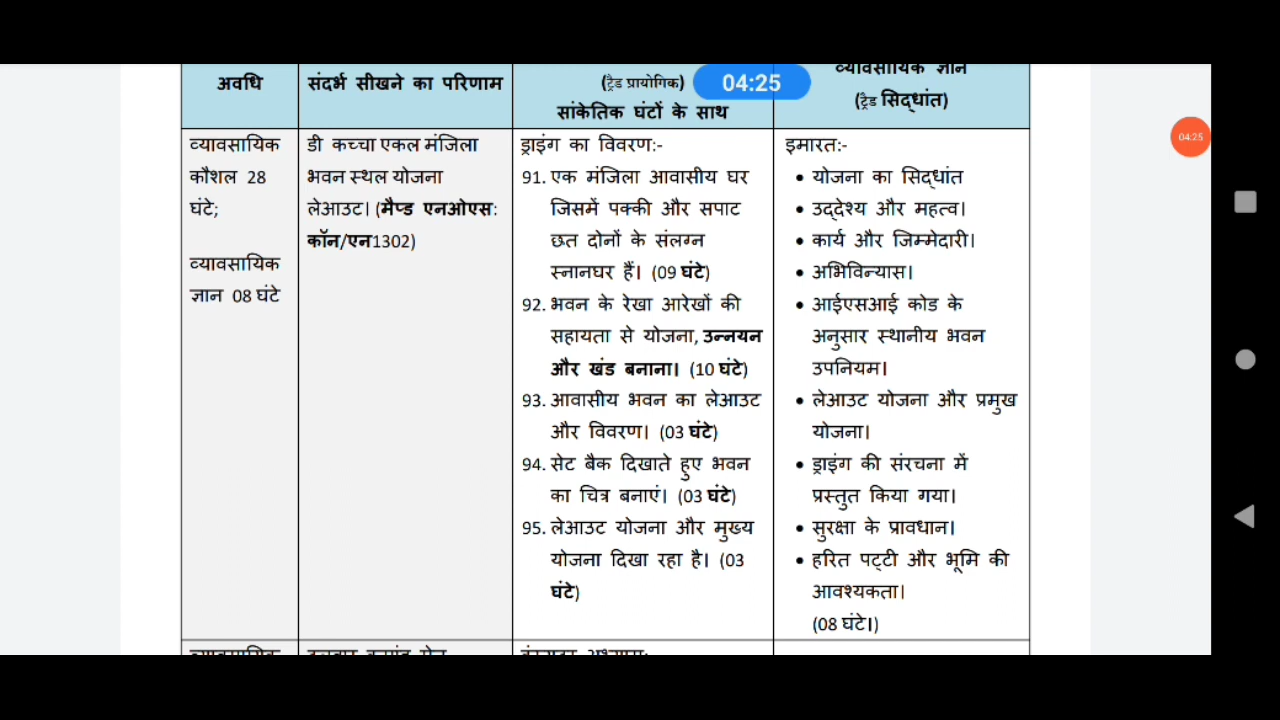 अवधि
संदर्भ सीखने का परिणाम
(ट्रेड प्रायोगिक)
सांकेतिक घंटों के साथ
व्यावसायिक ज्ञान
(ट्रेड सिद्धांत)
04:25
04:25
व्यावसायिक
कौशल 28
घंटे;
व्यावसायिक
ज्ञान 08 घंटे
डी कच्चा एकल मंजिला
भवन स्थल योजना
लेआउट। (मैप्ड एनओएस:
कॉन/एन1302)
ड्राइंग का विवरण:-
91. एक मंजिला आवासीय घर
जिसमें पक्की और सपाट
छत दोनों के संलग्न
स्नानघर हैं। (09 घंटे)
92. भवन के रेखा आरेखों की
सहायता से योजना, उन्नयन
और खंड बनाना। (10 घंटे)
93. आवासीय भवन का लेआउट
और विवरण। (03 घंटे)
94. सेट बैक दिखाते हुए भवन
का चित्र बनाएं। (03 घंटे)
95. लेआउट योजना और मुख्य
योजना दिखा रहा है। (03
घंटे)
इमारत:-
• योजना का सिद्धांत
• उद्देश्य और महत्व।
• कार्य और जिम्मेदारी।
• अभिविन्यास।
• आईएसआई कोड के
अनुसार स्थानीय भवन
उपनियम।
• लेआउट योजना और प्रमुख
योजना।
• ड्राइंग की संरचना में
प्रस्तुत किया गया।
• सुरक्षा के प्रावधान।
• हरित पट्टी और भूमि की
आवश्यकता।
(08 घंटे।)